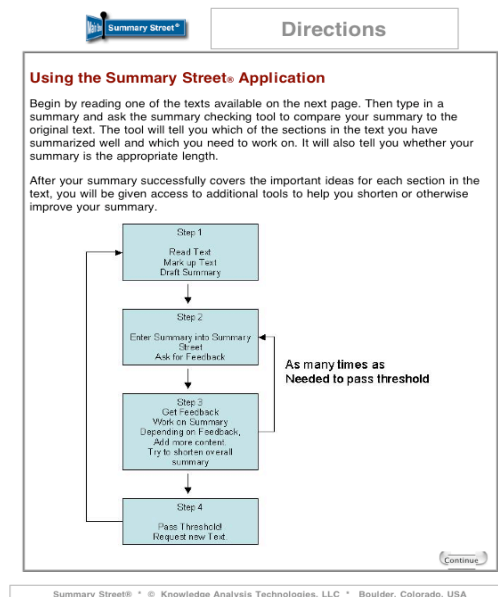 Summary Street®
Directions
Using the Summary Street® Application
Begin by reading one of the texts available on the next page. Then type in a
summary and ask the summary checking tool to compare your summary to the
original text. The tool will tell you which of the sections in the text you have
summarized well and which you need to work on. It will also tell you whether your
summary is the appropriate length.
After your summary successfully covers the important ideas for each section in the
text, you will be given access to additional tools to help you shorten or otherwise
improve your summary.
Step 1
Read Text
Mark up Text
Draft Summary
Step 2
Enter Summary into Summary
Street
Ask for Feedback
As many times as
Needed to pass threshold
Step 3
Get Feedback
Work on Summary
Depending on Feedback,
Add more content.
Try to shorten overall
summary
Step 4
Pass Threshold!
Request new Text.
Continue
Summary Street® * © Knowledge Analysis Technologies, LLC * Boulder, Colorado, USA